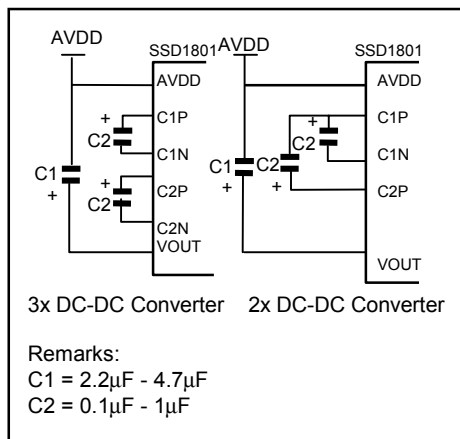 AVDD
SSD1801
AVDD
+
C1P
C2
C1N
C1
+
+
C2P
C2
C2N
VOUT
AVDD
SSD1801
AVDD
+
C1P
C2
C1N
C1
C2
+
+
C2P
VOUT
3x DC-DC Converter
2x DC-DC Converter
Remarks:
C1 = 2.2μF - 4.7μF
C2 = 0.1μF - 1μF